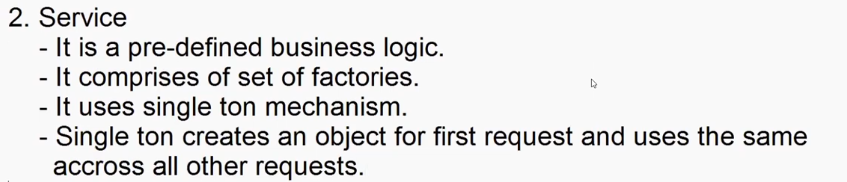 2. Service
- It is a pre-defined business logic.
- It comprises of set of factories.
- It uses single ton mechanism.
- Single ton creates an object for first request and uses the same
accross all other requests.